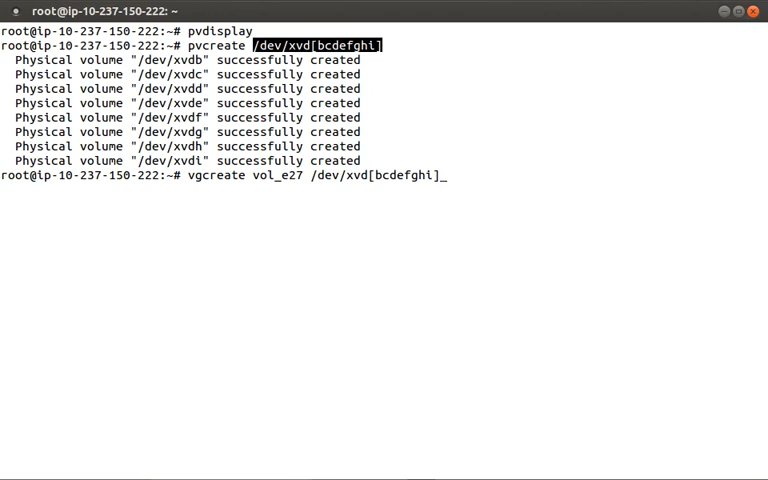 root@ip-10-237-150-222: ~
root@ip-10-237-150-222:~# pvdisplay
root@ip-10-237-150-222:~# pvcreate /dev/xvd[bcdefghi]
  Physical volume "/dev/xvdb" successfully created
  Physical volume "/dev/xvdc" successfully created
  Physical volume "/dev/xvdd" successfully created
  Physical volume "/dev/xvde" successfully created
  Physical volume "/dev/xvdf" successfully created
  Physical volume "/dev/xvdg" successfully created
  Physical volume "/dev/xvdh" successfully created
  Physical volume "/dev/xvdi" successfully created
root@ip-10-237-150-222:~# vgcreate vol_e27 /dev/xvd[bcdefghi]_